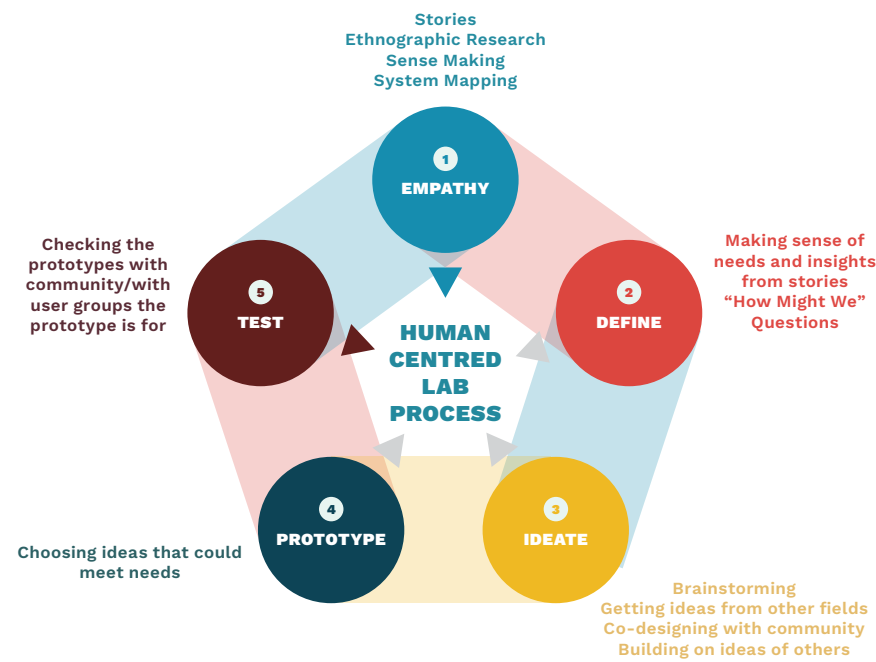 Stories
Ethnographic Research
Sense Making
System Mapping
1
EMPATHY
Making sense of
needs and insights
from stories
“How Might We”
Questions
2
DEFINE
Checking the
prototypes with
community/with
user groups the
prototype is for
5
TEST
HUMAN
CENTRED
LAB
PROCESS
3
IDEATE
Brainstorming
Getting ideas from other fields
Co-designing with community
Building on ideas of others
4
PROTOTYPE
Choosing ideas that could
meet needs